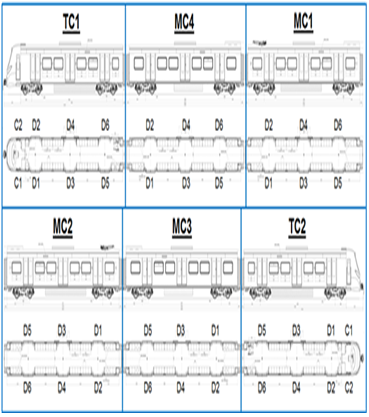 TC1 MC4 MC1
C2 D2 D4 D6 D2 D4 D6 D2 D4 D6
C1 D1 D3 D5 D1 D3 D5 D1 D3 D5
MC2 MC3 TC2
D5 D3 D1 D5 D3 D1 D5 D3 D1 C1
D6 D4 D2 D6 D4 D2 D6 D4 D2 C2